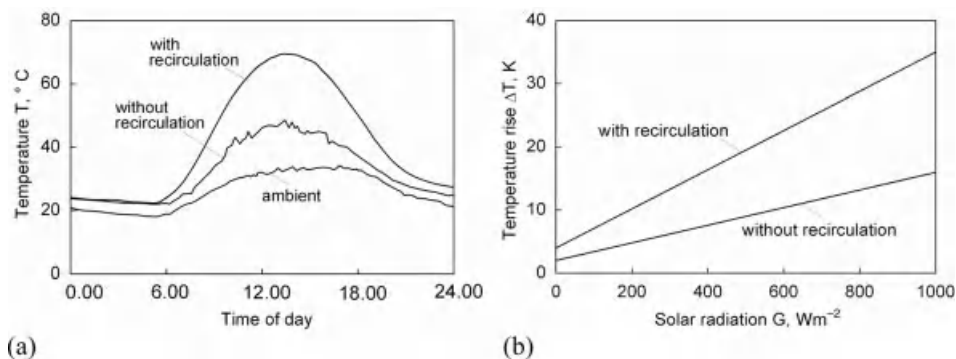 80
60
40
20
0
Temperature T, ° C
with
recirculation
without
recirculation
ambient
0.00 6.00 12.00 18.00 24.00
Time of day
(a)
40
30
20
10
0
Temperature rise ΔT, K
with recirculation
without recirculation
0 200 400 600 800 1000
Solar radiation G, Wm⁻²
(b)